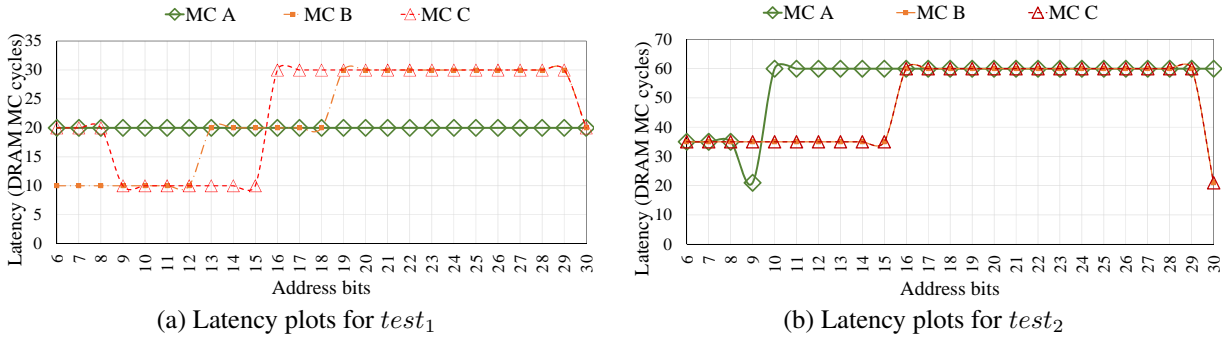 MC A MC B MC C
Latency (DRAM MC cycles)
35
30
25
20
15
10
5
0
6 7 8 9 10 11 12 13 14 15 16 17 18 19 20 21 22 23 24 25 26 27 28 29 30
Address bits
(a) Latency plots for test1
MC A MC B MC C
Latency (DRAM MC cycles)
70
60
50
40
30
20
10
0
6 7 8 9 10 11 12 13 14 15 16 17 18 19 20 21 22 23 24 25 26 27 28 29 30
Address bits
(b) Latency plots for test2